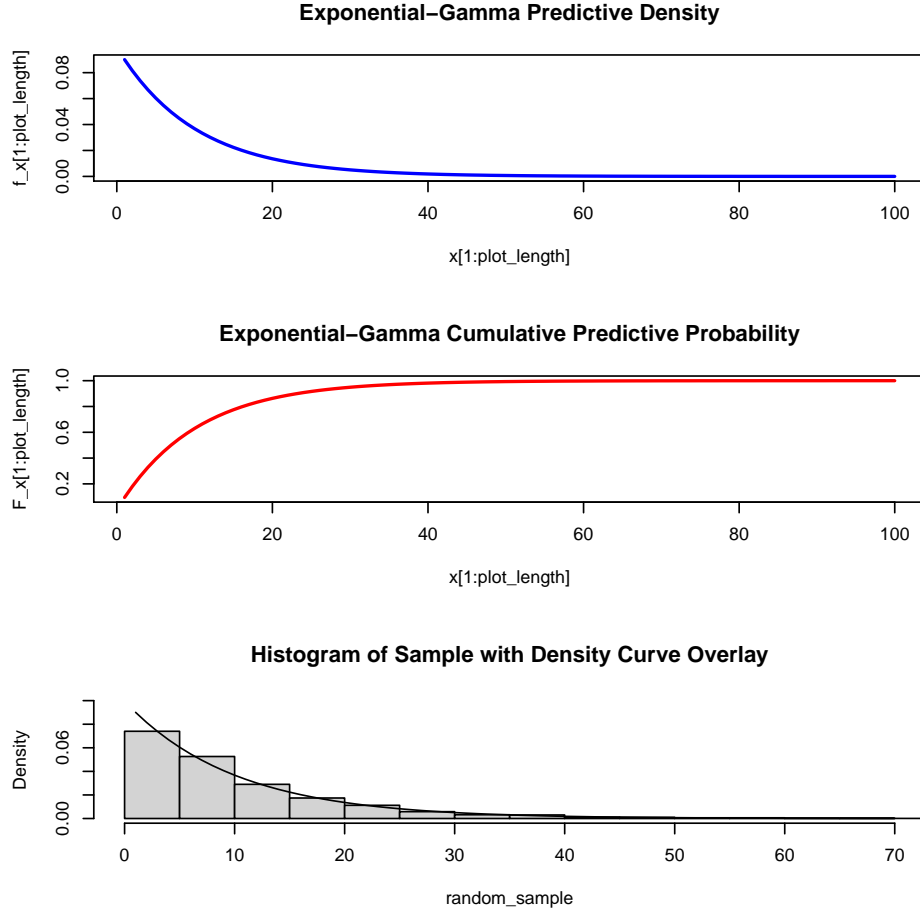 Exponential−Gamma Predictive Density
f_x[1:plot_length]
0.00 0.04 0.08
0 20 40 60 80 100
x[1:plot_length]
Exponential−Gamma Cumulative Predictive Probability
F_x[1:plot_length]
0.2 0.6 1.0
0 20 40 60 80 100
x[1:plot_length]
Histogram of Sample with Density Curve Overlay
Density
0.00 0.06
0 10 20 30 40 50 60 70
random_sample